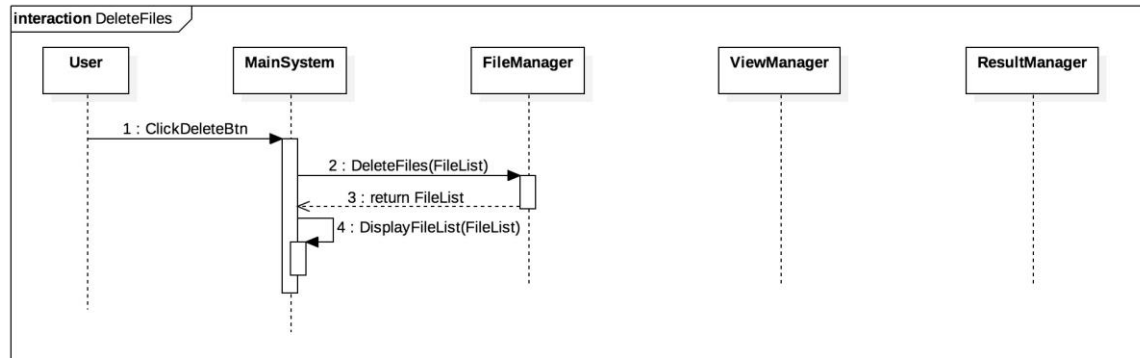 interaction DeleteFiles
User
MainSystem
FileManager
ViewManager
ResultManager
1 : ClickDeleteBtn
2 : DeleteFiles(FileList)
3 : return FileList
4 : DisplayFileList(FileList)